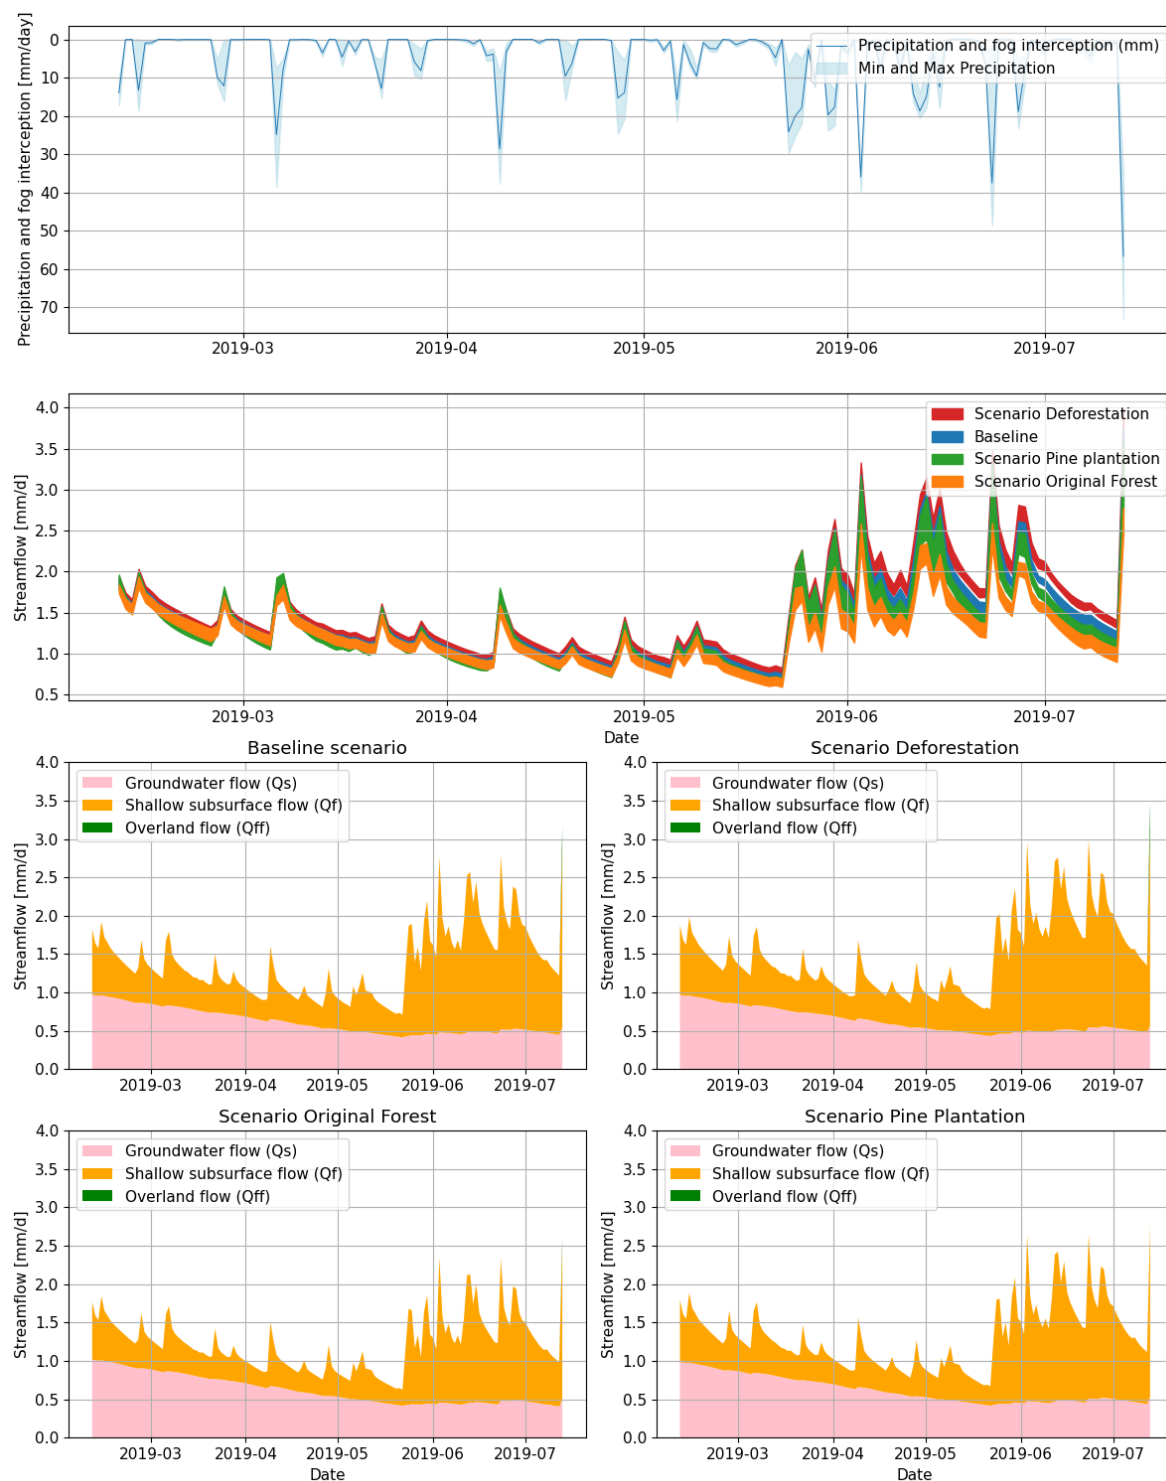 Precipitation and fog interception [mm/day]
0
10
20
30
40
50
60
70
Precipitation and fog interception (mm)
Min and Max Precipitation
2019-03 2019-04 2019-05 2019-06 2019-07
Streamflow [mm/d]
4.0
3.5
3.0
2.5
2.0
1.5
1.0
0.5
Scenario Deforestation
Baseline
Scenario Pine plantation
Scenario Original Forest
2019-03 2019-04 2019-05 2019-06 2019-07
Date
Baseline scenario
Streamflow [mm/d]
4.0
3.5
3.0
2.5
2.0
1.5
1.0
0.5
0.0
Groundwater flow (Qs)
Shallow subsurface flow (Qf)
Overland flow (Qff)
2019-03 2019-04 2019-05 2019-06 2019-07
Scenario Deforestation
Streamflow [mm/d]
4.0
3.5
3.0
2.5
2.0
1.5
1.0
0.5
0.0
Groundwater flow (Qs)
Shallow subsurface flow (Qf)
Overland flow (Qff)
2019-03 2019-04 2019-05 2019-06 2019-07
Scenario Original Forest
Streamflow [mm/d]
4.0
3.5
3.0
2.5
2.0
1.5
1.0
0.5
0.0
Groundwater flow (Qs)
Shallow subsurface flow (Qf)
Overland flow (Qff)
2019-03 2019-04 2019-05 2019-06 2019-07
Date
Scenario Pine Plantation
Streamflow [mm/d]
4.0
3.5
3.0
2.5
2.0
1.5
1.0
0.5
0.0
Groundwater flow (Qs)
Shallow subsurface flow (Qf)
Overland flow (Qff)
2019-03 2019-04 2019-05 2019-06 2019-07
Date